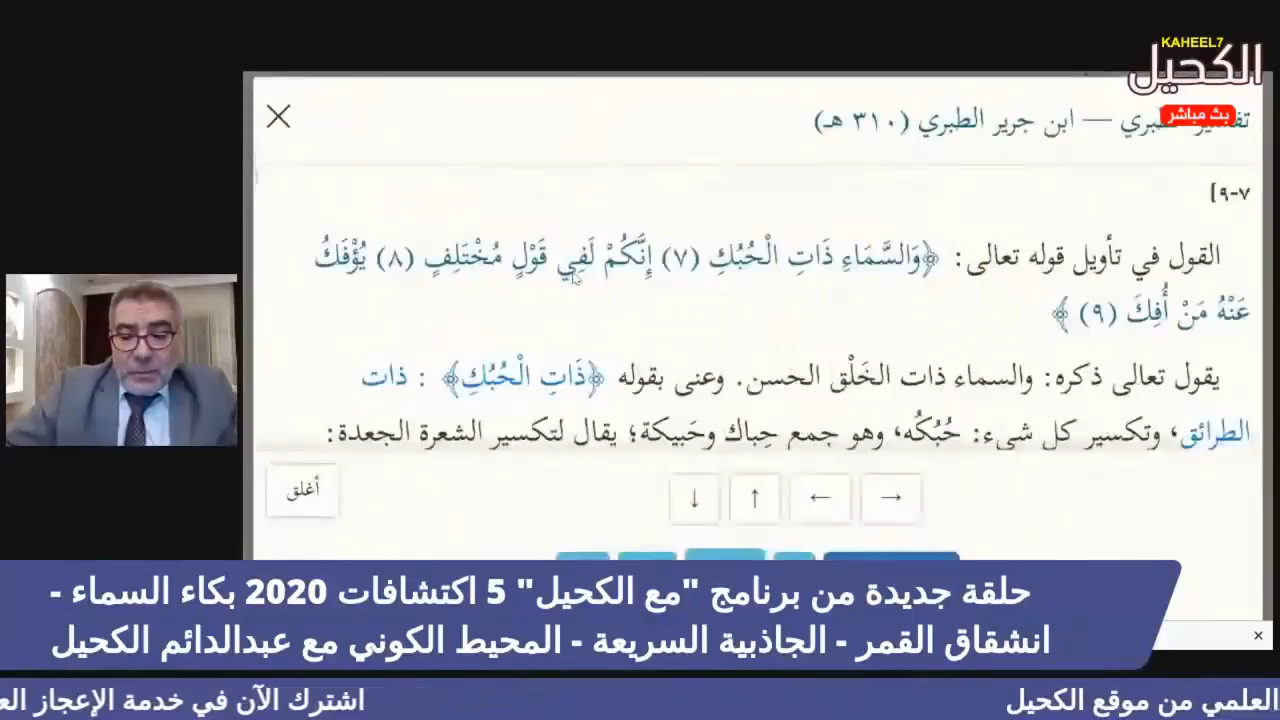 KAHEEL7
الكحيل
بث مباشر
تفسير الطبري — ابن جرير الطبري (٣١٠ هـ)
[٧-٩
القول في تأويل قوله تعالى: ﴿وَالسَّمَاءِ ذَاتِ الْحُبُكِ (٧) إِنَّكُمْ لَفِي قَوْلٍ مُخْتَلِفٍ (٨) يُؤْفَكُ
عَنْهُ مَنْ أُفِكَ (٩) ﴾
يقول تعالى ذكره: والسماء ذات الخَلْق الحسن. وعنى بقوله ﴿ذَاتِ الْحُبُكِ﴾ : ذات
الطرائق، وتكسير كل شيء: حُبُكُه، وهو جمع حِباك وحَبيكة؛ يقال لتكسير الشعرة الجعدة:
أغلق
حلقة جديدة من برنامج "مع الكحيل" 5 اكتشافات 2020 بكاء السماء -
انشقاق القمر - الجاذبية السريعة - المحيط الكوني مع عبدالدائم الكحيل
العلمي من موقع الكحيل
اشترك الآن في خدمة الإعجاز الع